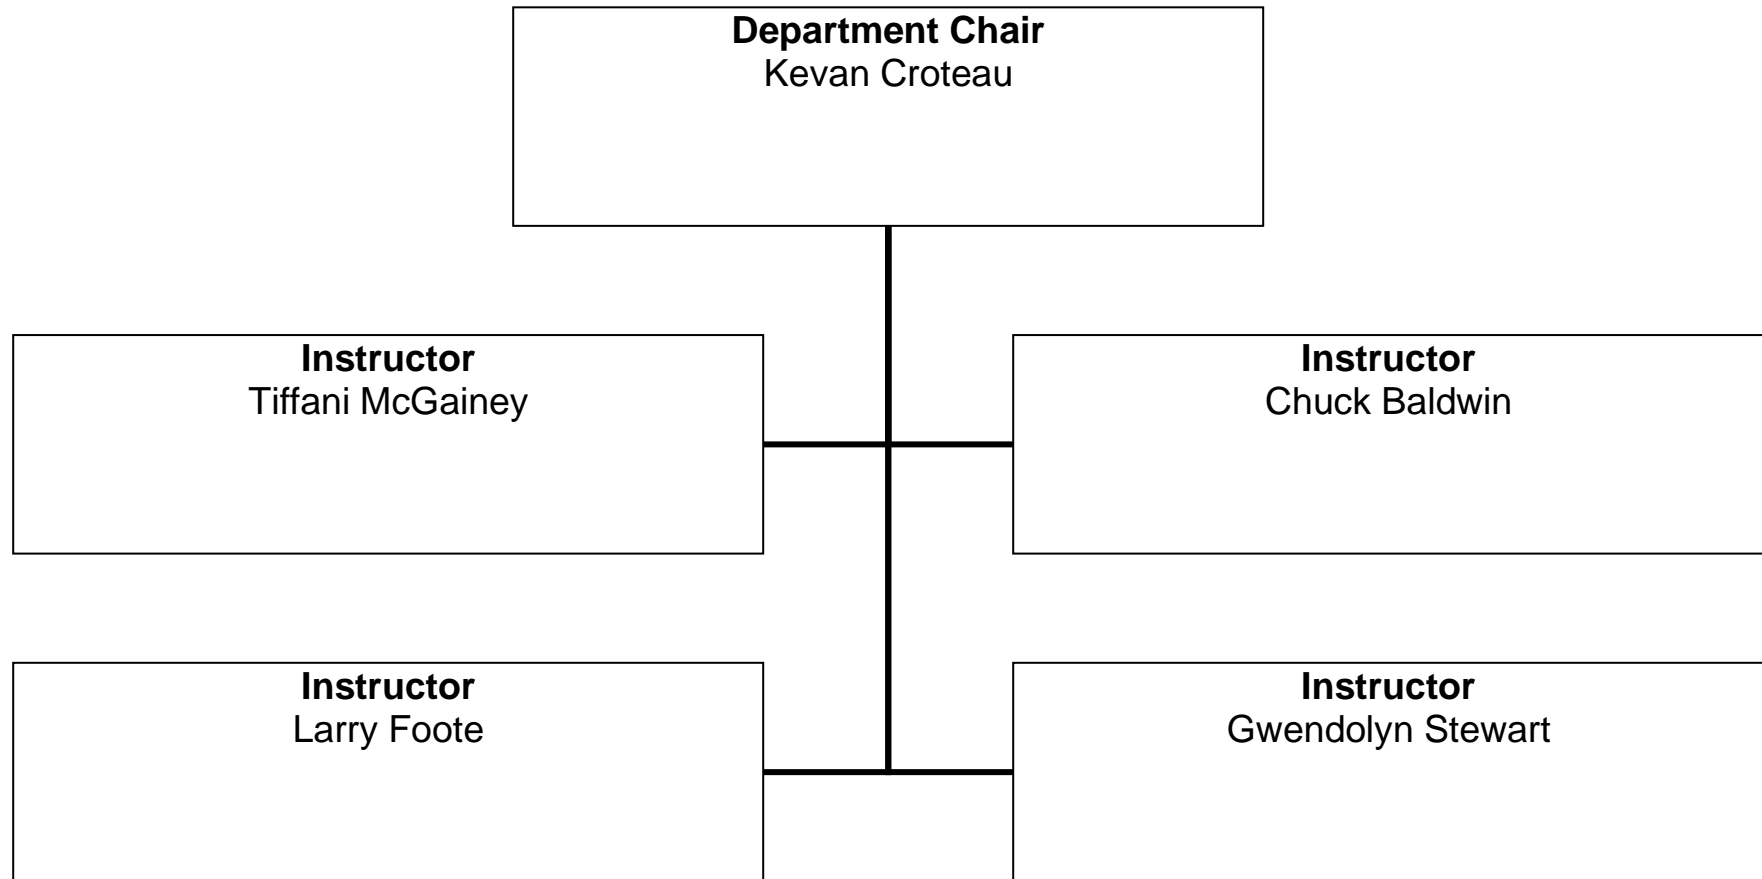 Department Chair
Kevan Croteau
Instructor
Tiffani McGainey
Instructor
Chuck Baldwin
Instructor
Larry Foote
Instructor
Gwendolyn Stewart